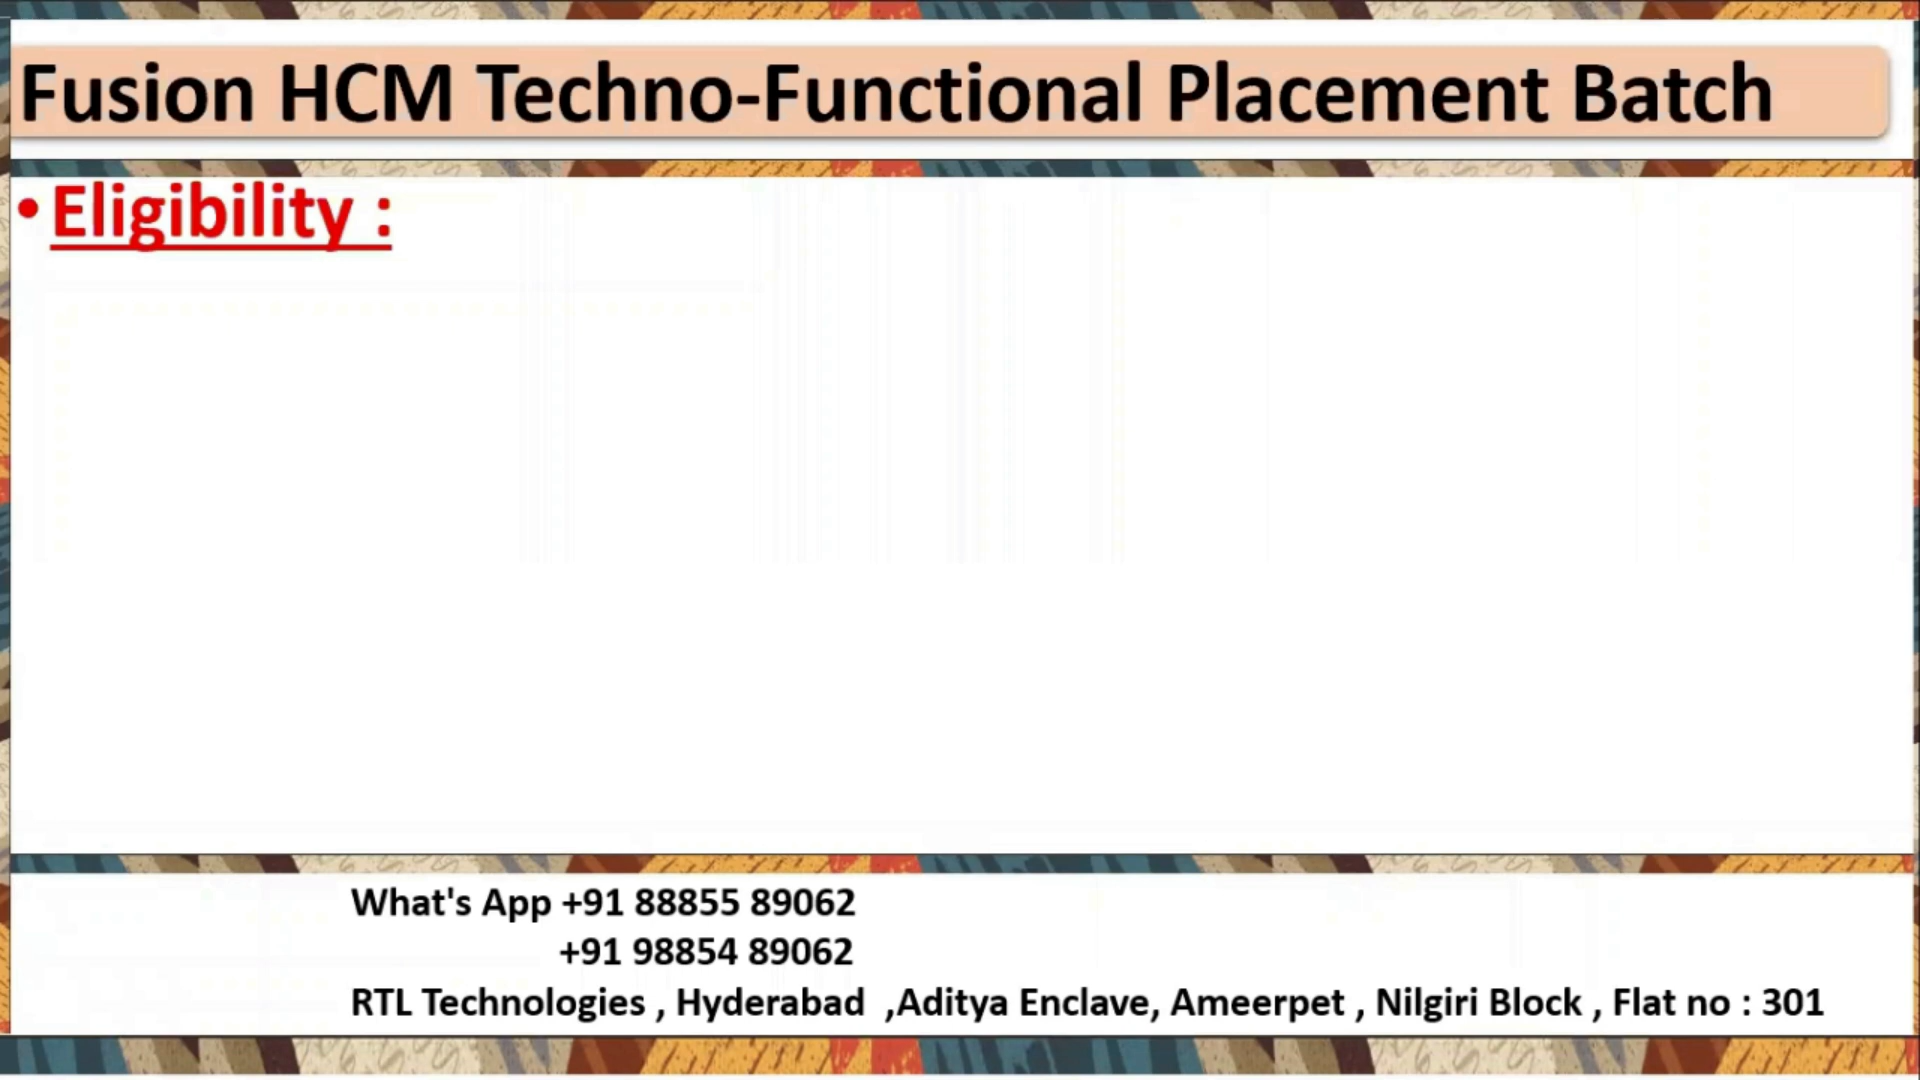 Fusion HCM Techno-Functional Placement Batch
• Eligibility :
What's App +91 88855 89062
+91 98854 89062
RTL Technologies , Hyderabad ,Aditya Enclave, Ameerpet , Nilgiri Block , Flat no : 301